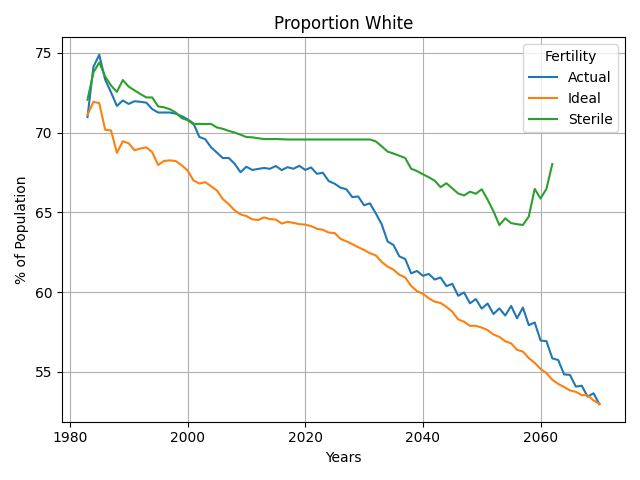 Proportion White
75
70
65
60
55
% of Population
Fertility
Actual
Ideal
Sterile
1980
2000
2020
2040
2060
Years